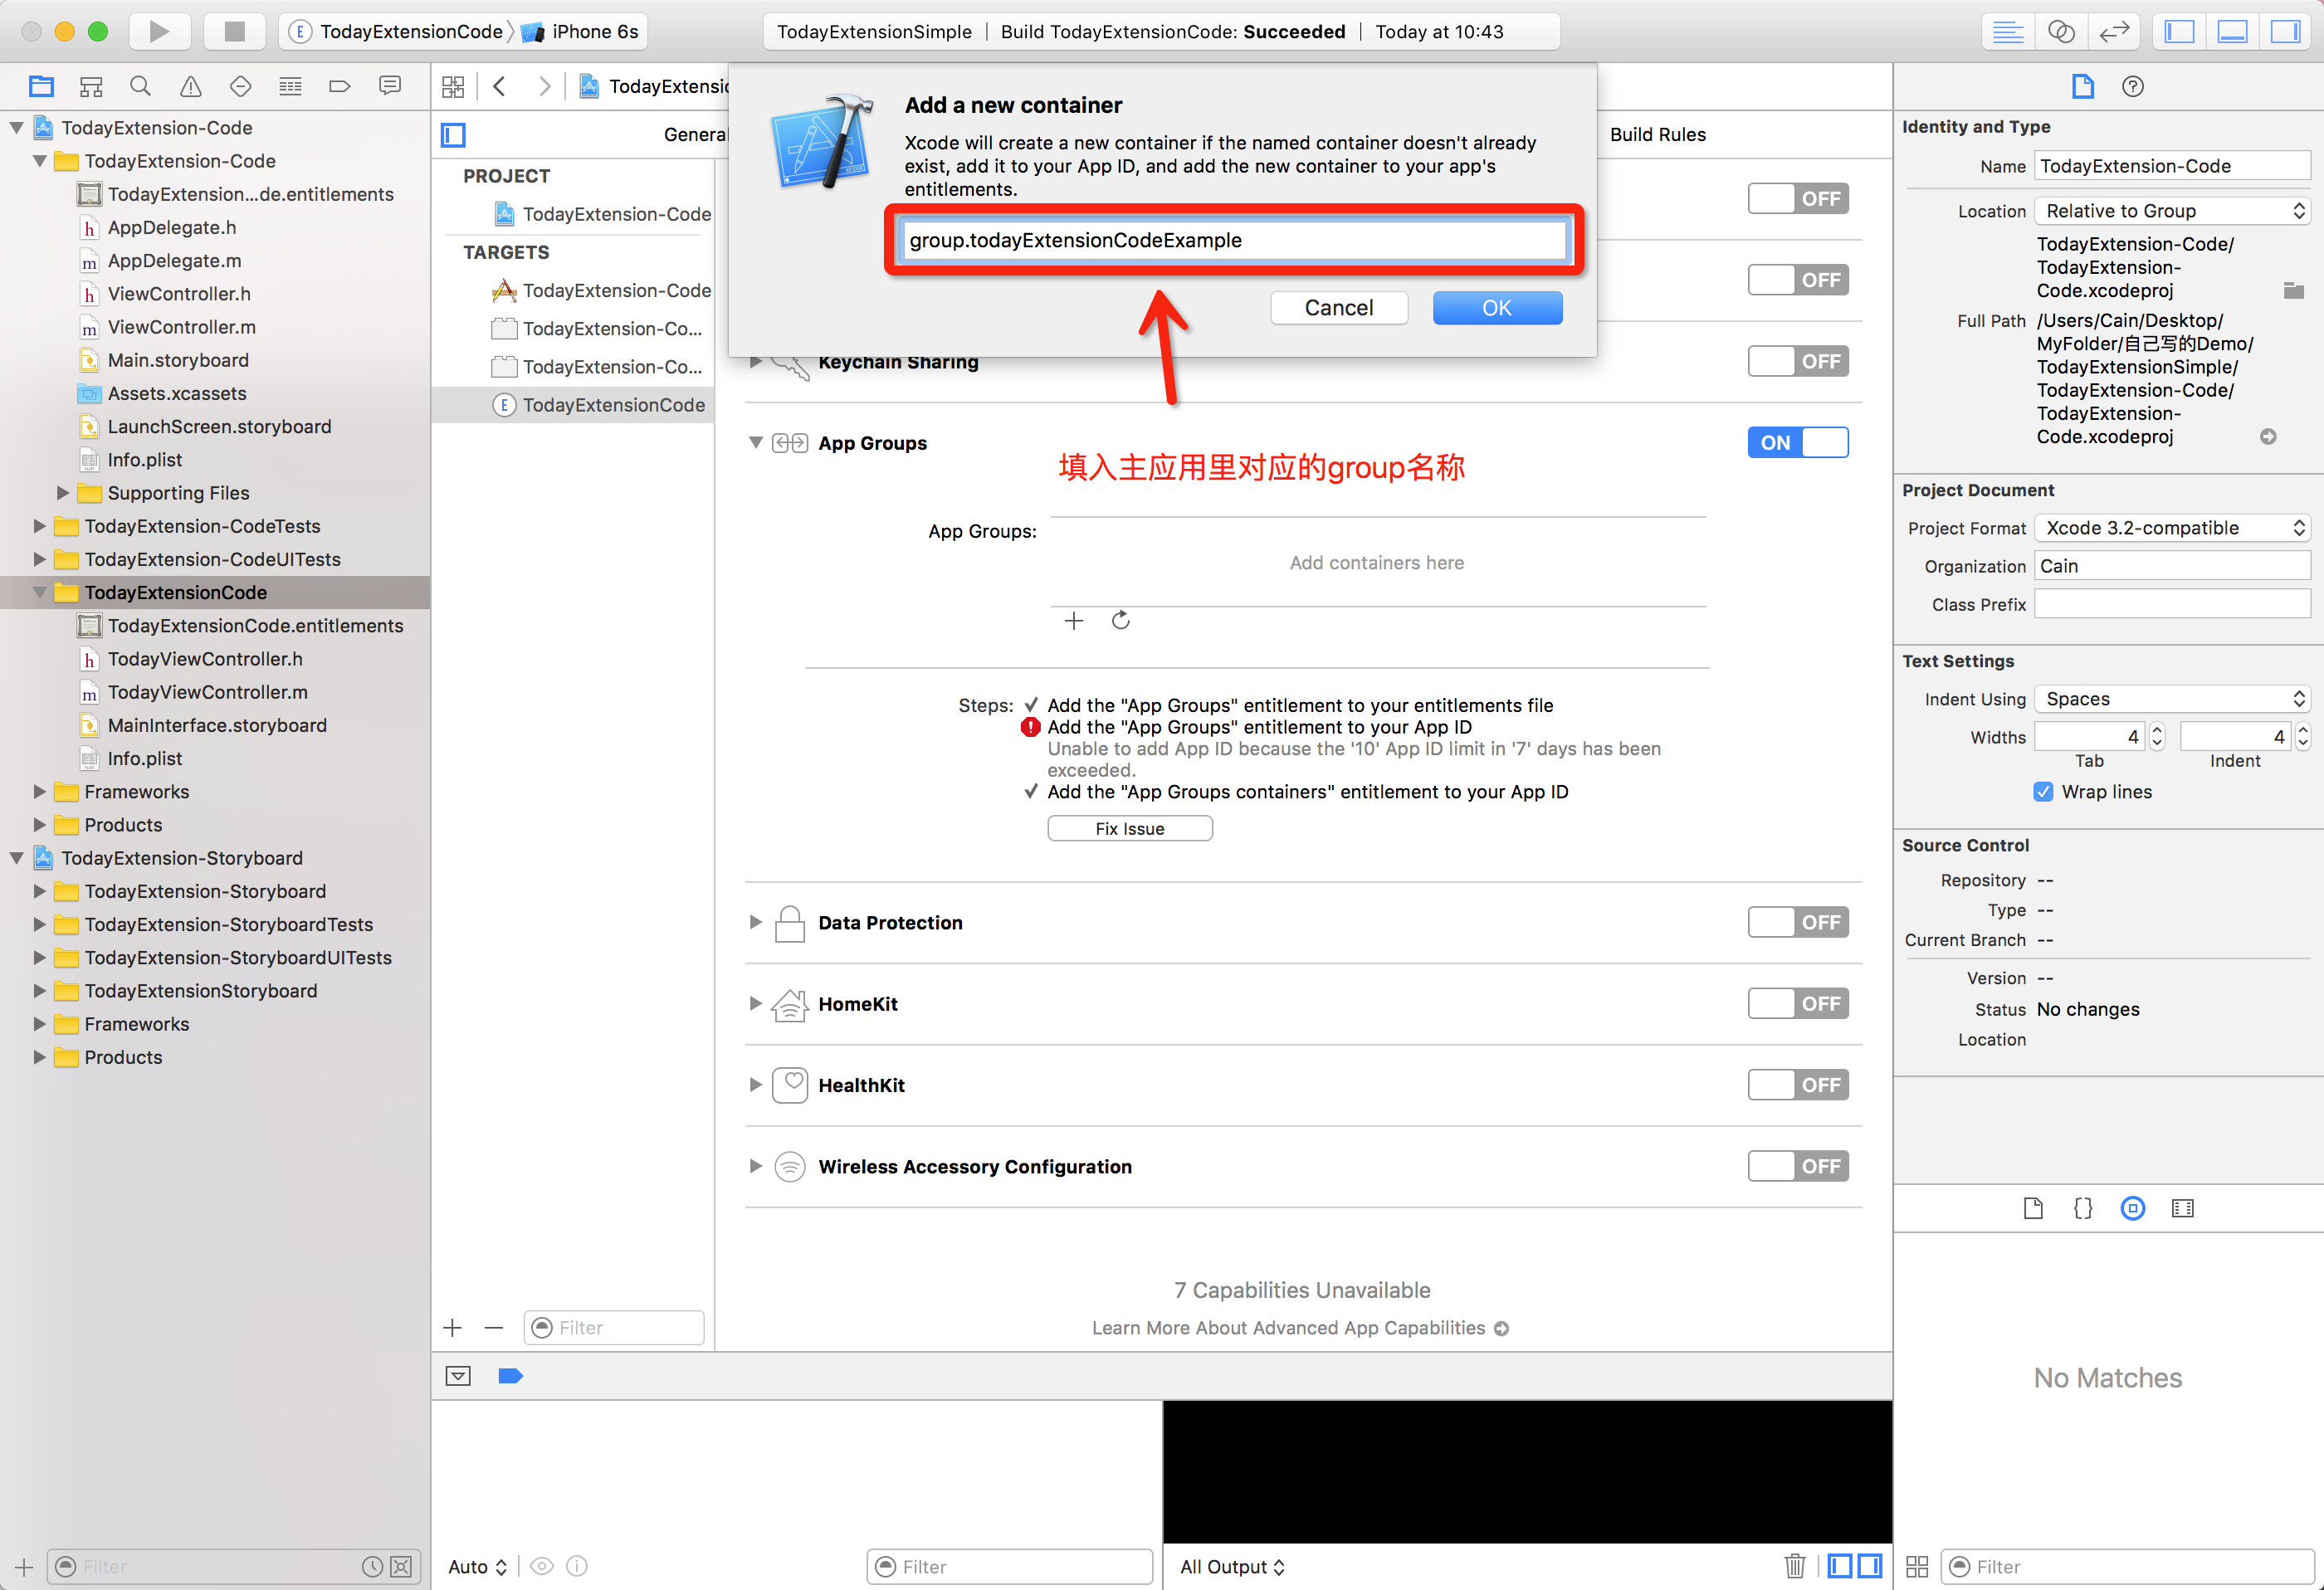 TodayExtensionCode
iPhone 6s
TodayExtensionSimple
Build TodayExtensionCode: Succeeded
Today at 10:43
TodayExtension-Code
TodayExtension-Code
TodayExtension...de.entitlements
AppDelegate.h
AppDelegate.m
ViewController.h
ViewController.m
Main.storyboard
Assets.xcassets
LaunchScreen.storyboard
Info.plist
Supporting Files
TodayExtension-CodeTests
TodayExtension-CodeUITests
TodayExtensionCode
TodayExtensionCode.entitlements
TodayViewController.h
TodayViewController.m
MainInterface.storyboard
Info.plist
Frameworks
Products
TodayExtension-Storyboard
TodayExtension-Storyboard
TodayExtension-StoryboardTests
TodayExtension-StoryboardUITests
TodayExtensionStoryboard
Frameworks
Products
Filter
General
Build Rules
PROJECT
TodayExtension-Code
TARGETS
TodayExtension-Code
TodayExtension-Co...
TodayExtension-Co...
TodayExtensionCode
Filter
Add a new container
Xcode will create a new container if the named container doesn't already
exist, add it to your App ID, and add the new container to your app's
entitlements.
group.todayExtensionCodeExample
Cancel
OK
OFF
OFF
Keychain Sharing
OFF
App Groups
ON
填入主应用里对应的group名称
App Groups:
Add containers here
Steps:
Add the "App Groups" entitlement to your entitlements file
Add the "App Groups" entitlement to your App ID
Unable to add App ID because the '10' App ID limit in '7' days has been
exceeded.
Add the "App Groups containers" entitlement to your App ID
Fix Issue
Data Protection
OFF
HomeKit
OFF
HealthKit
OFF
Wireless Accessory Configuration
OFF
7 Capabilities Unavailable
Learn More About Advanced App Capabilities
Auto
Filter
All Output
Identity and Type
Name TodayExtension-Code
Location Relative to Group
TodayExtension-Code/
TodayExtension-
Code.xcodeproj
Full Path /Users/Cain/Desktop/
MyFolder/自己写的Demo/
TodayExtensionSimple/
TodayExtension-Code/
TodayExtension-
Code.xcodeproj
Project Document
Project Format Xcode 3.2-compatible
Organization Cain
Class Prefix
Text Settings
Indent Using Spaces
Widths 4 4
Tab Indent
Wrap lines
Source Control
Repository --
Type --
Current Branch --
Version --
Status No changes
Location
No Matches
Filter